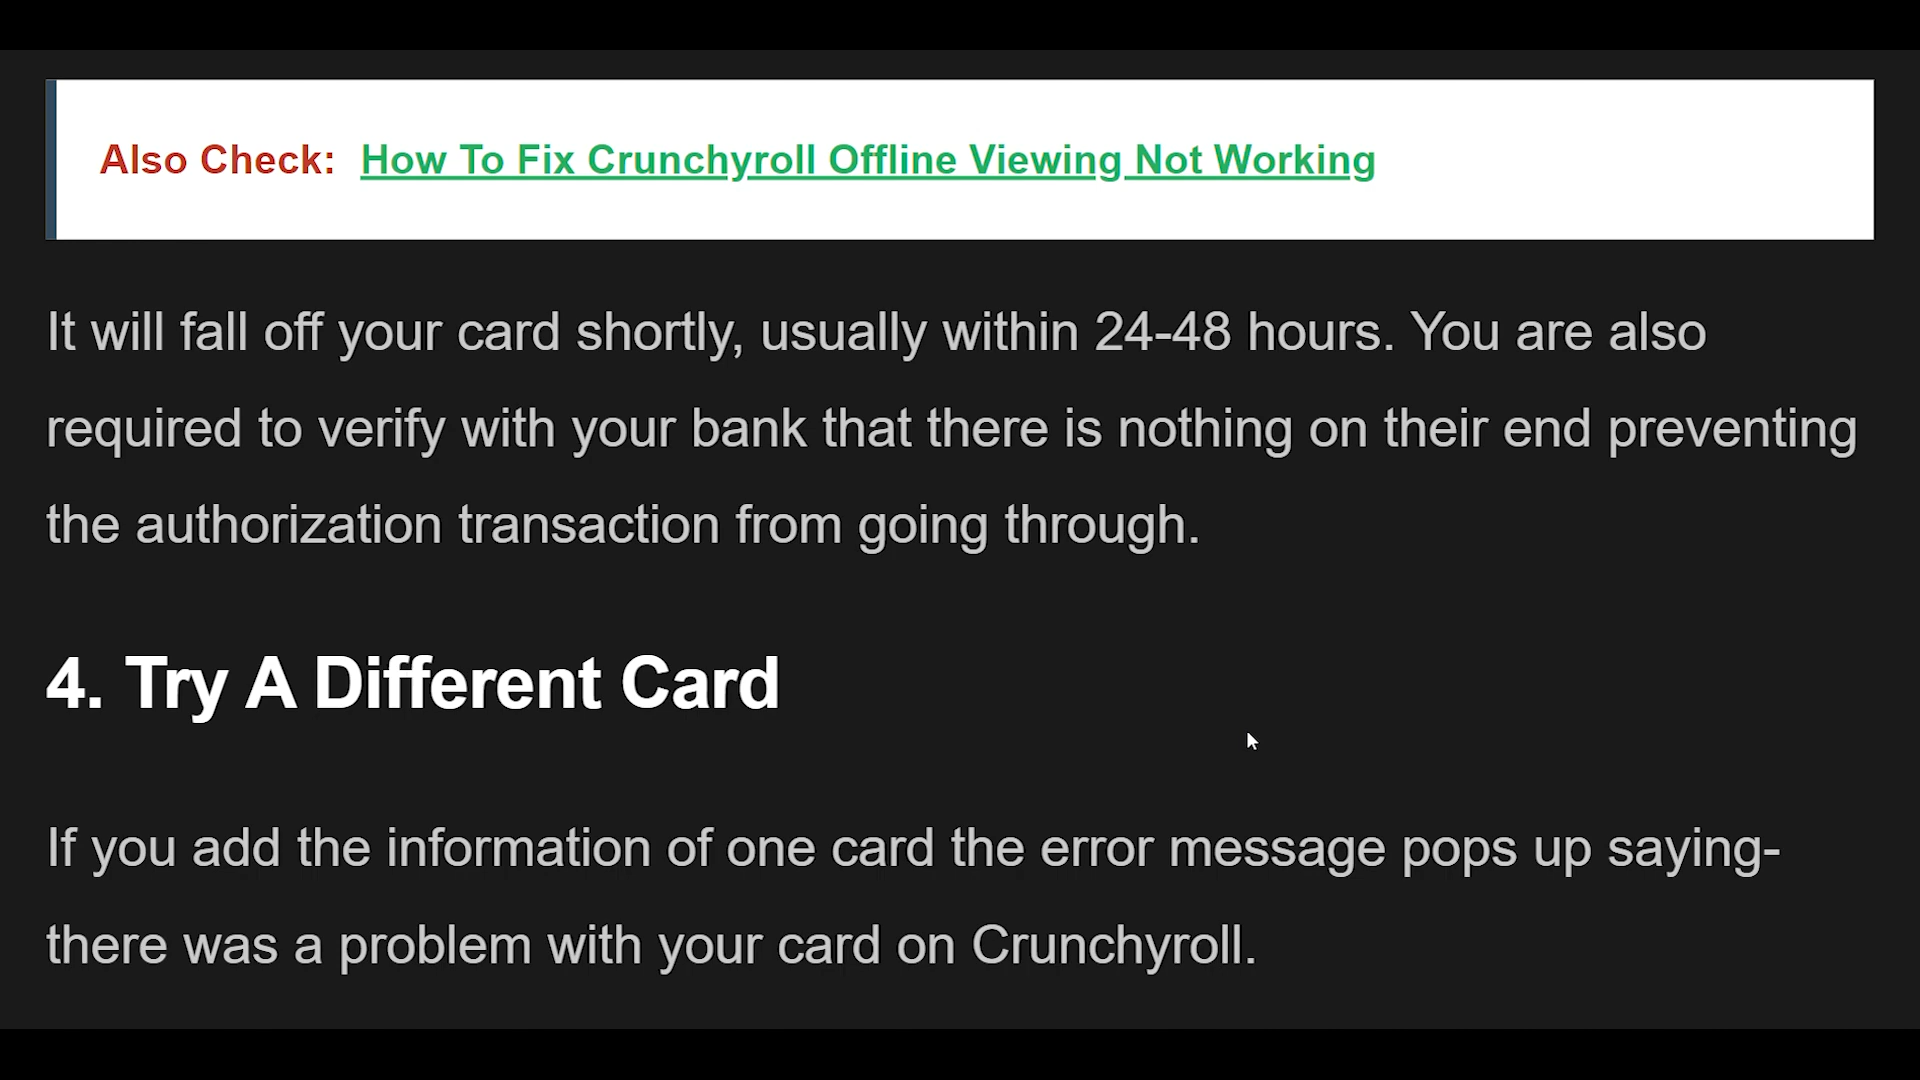 Also Check: How To Fix Crunchyroll Offline Viewing Not Working
It will fall off your card shortly, usually within 24-48 hours. You are also
required to verify with your bank that there is nothing on their end preventing
the authorization transaction from going through.
4. Try A Different Card
If you add the information of one card the error message pops up saying-
there was a problem with your card on Crunchyroll.